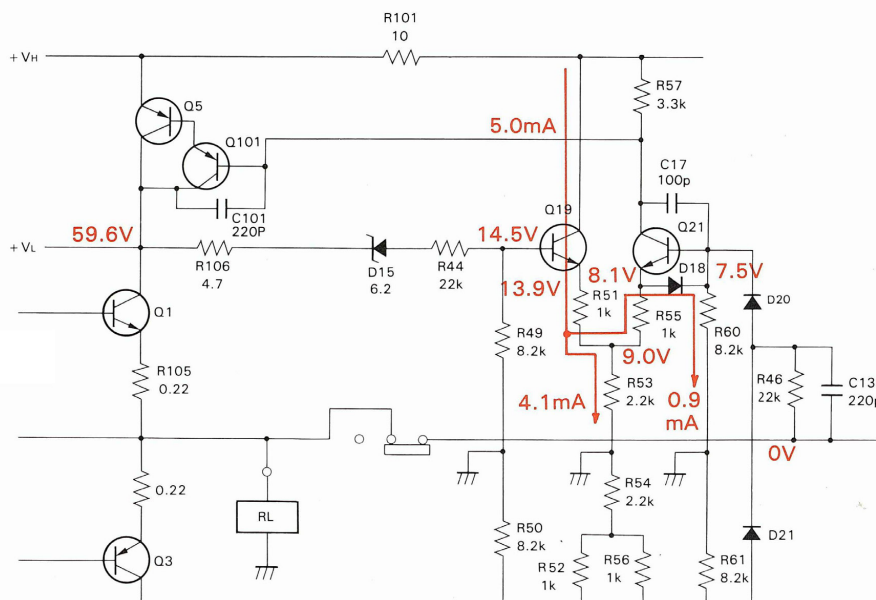 R101
10
+ VH
Q5
R57
3.3k
Q101
5.0mA
C17
100p
C101
220P
Q19
Q21
59.6V
14.5V
+ VL
R106
4.7
D15
6.2
R44
22k
8.1V
D18
7.5V
13.9V
R51
1k
R55
1k
D20
Q1
R49
8.2k
R60
8.2k
9.0V
R105
0.22
R53
2.2k
R46
22k
C13
220p
4.1mA
0.9
mA
0V
0.22
R54
2.2k
RL
R50
8.2k
D21
R52
1k
R56
1k
R61
8.2k
Q3